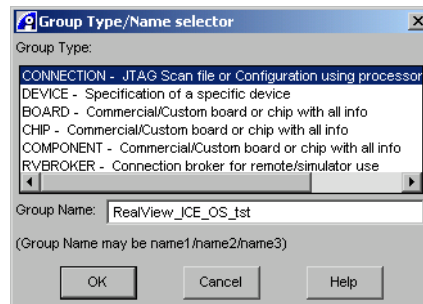 Group Type/Name selector
Group Type:
CONNECTION - JTAG Scan file or Configuration using processor
DEVICE - Specification of a specific device
BOARD - Commercial/Custom board or chip with all info
CHIP - Commercial/Custom board or chip with all info
COMPONENT - Commercial/Custom board or chip with all info
RVBROKER - Connection broker for remote/simulator use
Group Name: RealView_ICE_OS_tst
(Group Name may be name1/name2/name3)
OK Cancel Help